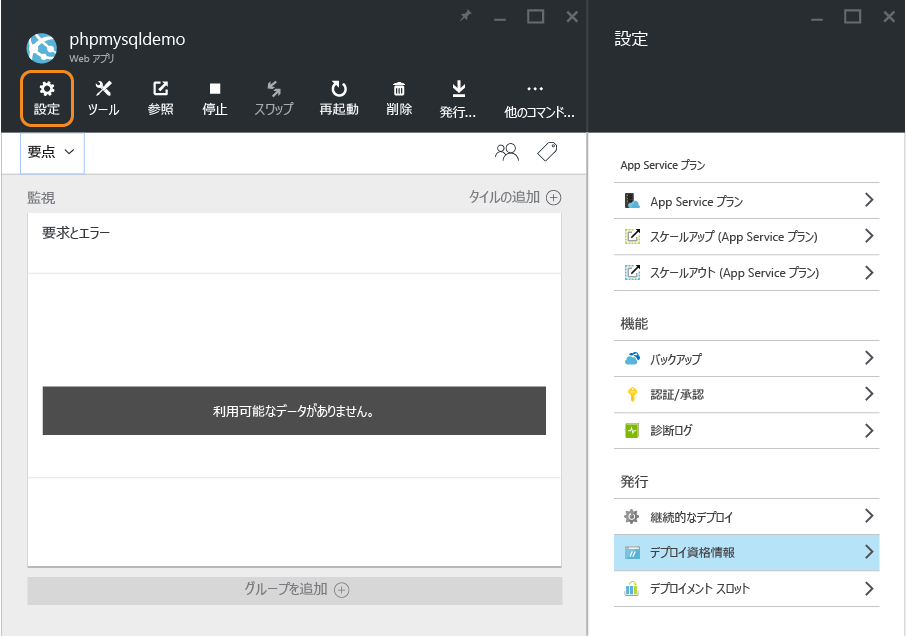 phpmysqldemo
Web アプリ
設定
ツール
参照
停止
スワップ
再起動
削除
発行...
他のコマンド...
要点
監視
タイルの追加
要求とエラー
利用可能なデータがありません。
グループを追加
設定
App Service プラン
App Service プラン
スケールアップ (App Service プラン)
スケールアウト (App Service プラン)
機能
バックアップ
認証/承認
診断ログ
発行
継続的なデプロイ
デプロイ資格情報
デプロイメント スロット